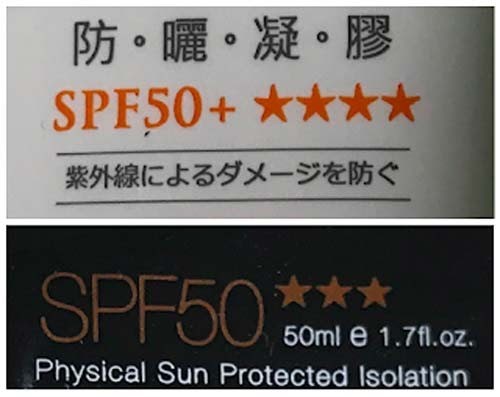 防・曬・凝・膠
SPF50+ ★★★★
紫外線によるダメージを防ぐ
SPF50 ★★★
50ml e 1.7fl.oz.
Physical Sun Protected Isolation